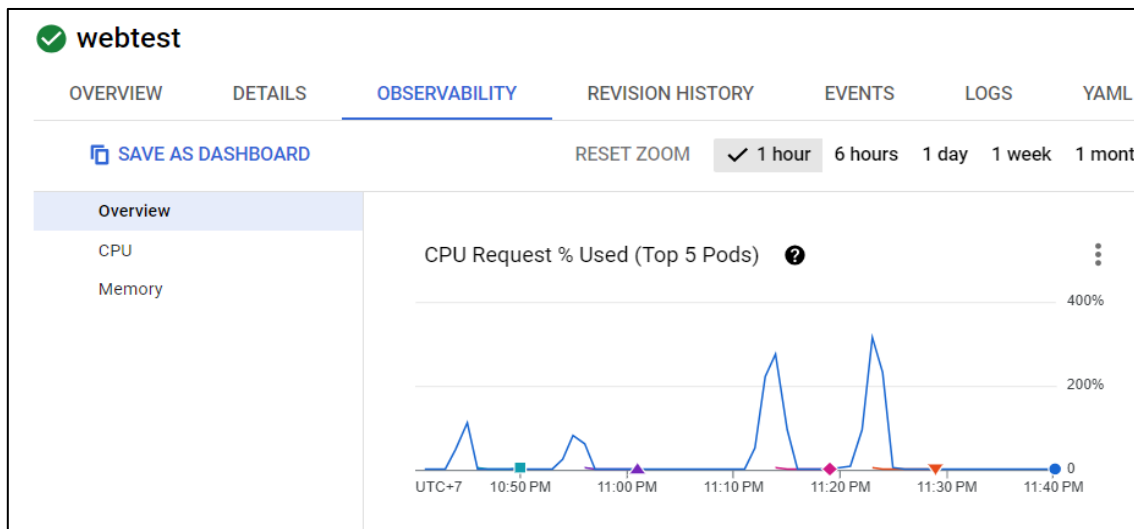 webtest
OVERVIEW DETAILS OBSERVABILITY REVISION HISTORY EVENTS LOGS YAML
SAVE AS DASHBOARD RESET ZOOM 1 hour 6 hours 1 day 1 week 1 mont
Overview
CPU
Memory
CPU Request % Used (Top 5 Pods) ?
400%
200%
0
UTC+7 10:50 PM 11:00 PM 11:10 PM 11:20 PM 11:30 PM 11:40 PM